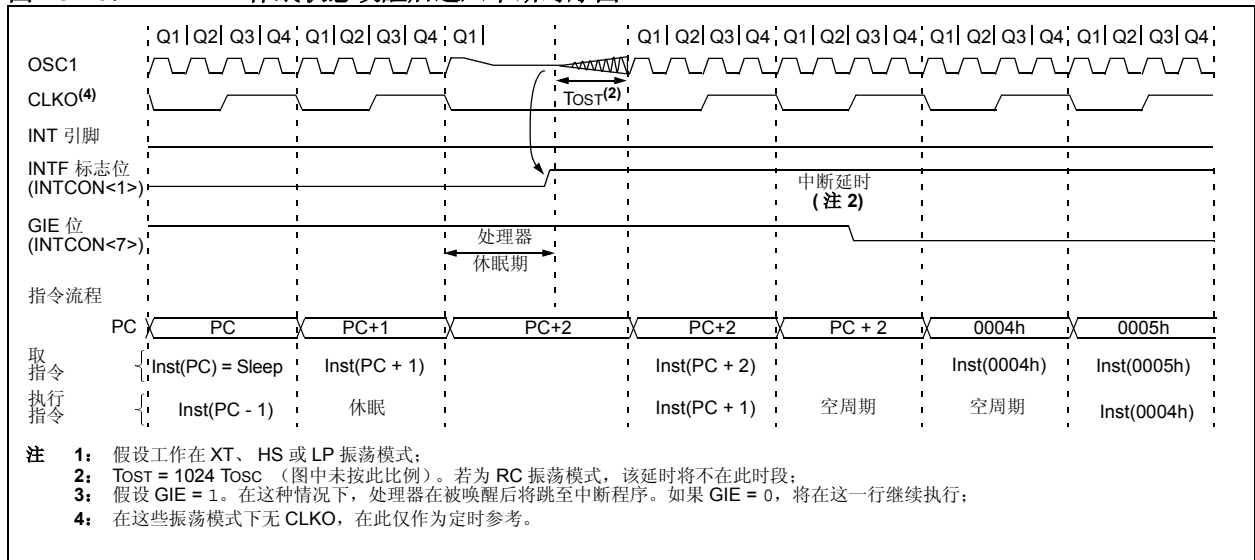 Q1 Q2 Q3 Q4 Q1 Q2 Q3 Q4 Q1 Q1 Q2 Q3 Q4 Q1 Q2 Q3 Q4 Q1 Q2 Q3 Q4 Q1 Q2 Q3 Q4
OSC1
CLKO(4)
TOST(2)
INT 引脚
INTF 标志位
(INTCON<1>)
中断延时
(注 2)
GIE 位
(INTCON<7>)
处理器
休眠期
指令流程
PC PC PC+1 PC+2 PC+2 PC + 2 0004h 0005h
取
指令
Inst(PC) = Sleep Inst(PC + 1) Inst(PC + 2) Inst(0004h) Inst(0005h)
执行
指令
Inst(PC - 1) 休眠 Inst(PC + 1) 空周期 空周期 Inst(0004h)
注 1: 假设工作在 XT、 HS 或 LP 振荡模式;
2: TOST = 1024 TOSC (图中未按此比例)。若为 RC 振荡模式,该延时将不在此时段;
3: 假设 GIE = 1。在这种情况下,处理器在被唤醒后将跳至中断程序。如果 GIE = 0,将在这一行继续执行;
4: 在这些振荡模式下无 CLKO,在此仅作为定时参考。